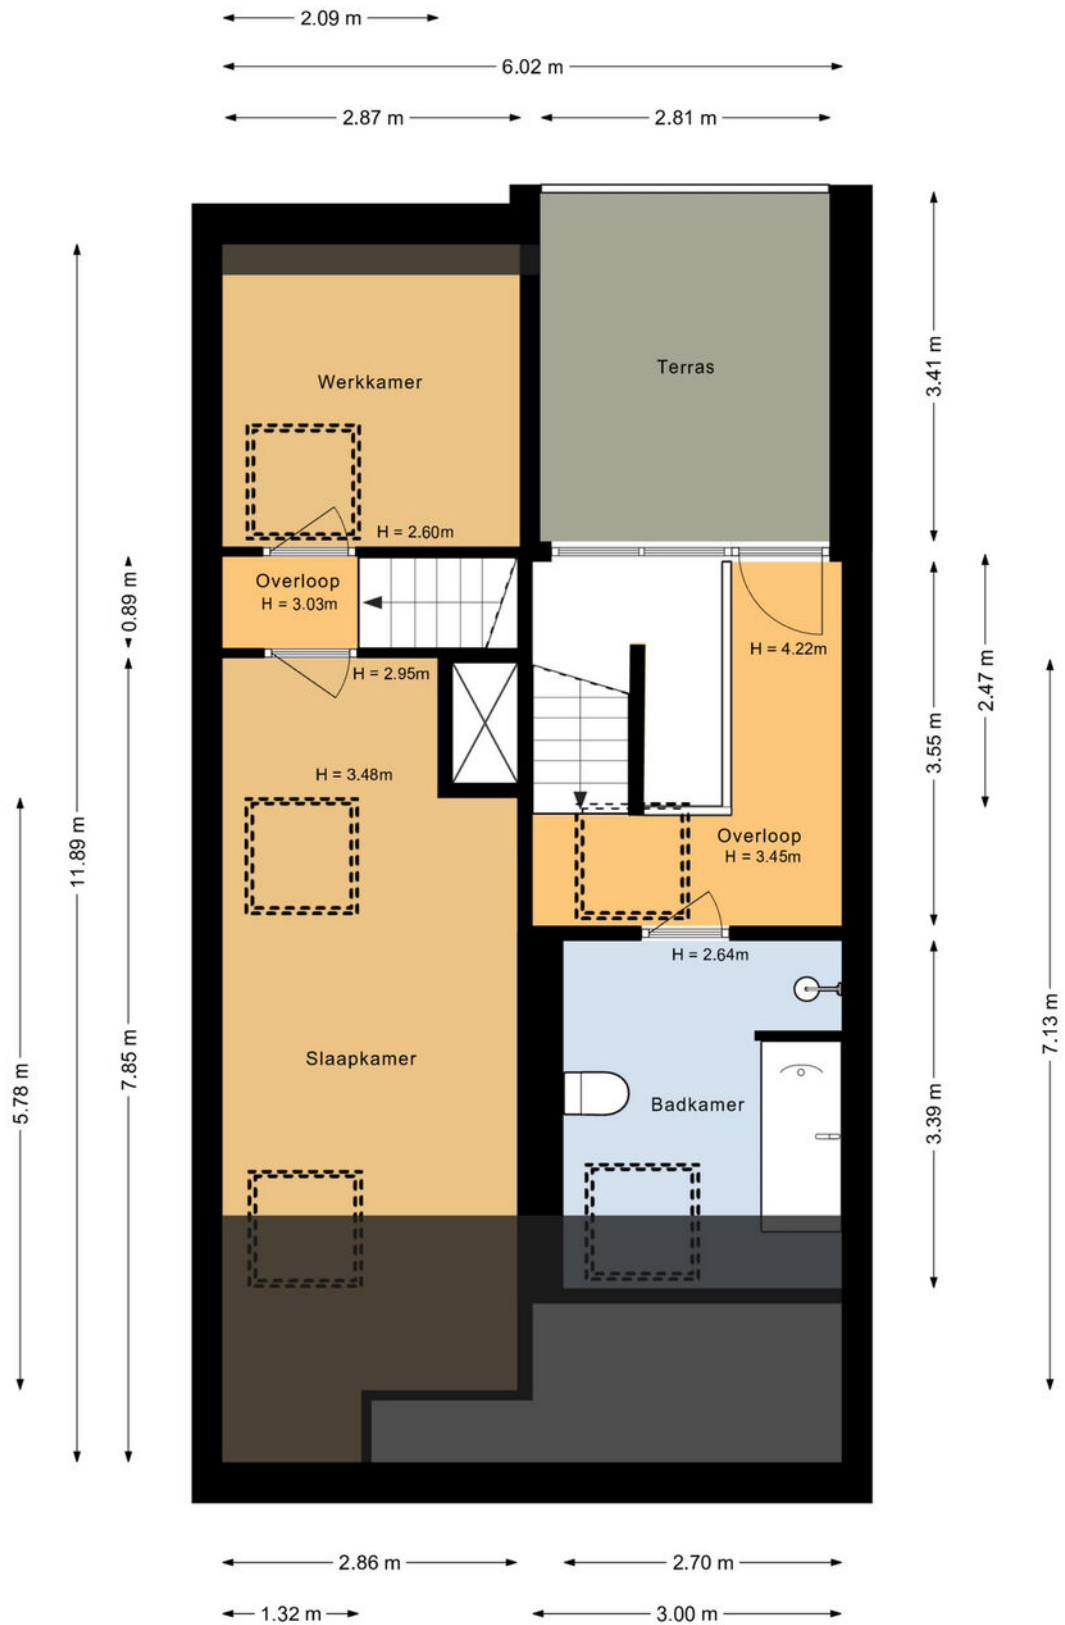 2.09 m
6.02 m
2.87 m
2.81 m
Werkkamer
Terras
3.41 m
H = 2.60m
Overloop
H = 3.03m
0.89 m
H = 4.22m
H = 2.95m
2.47 m
3.55 m
H = 3.48m
Overloop
H = 3.45m
11.89 m
H = 2.64m
7.13 m
Slaapkamer
7.85 m
5.78 m
Badkamer
3.39 m
2.86 m
2.70 m
1.32 m
3.00 m